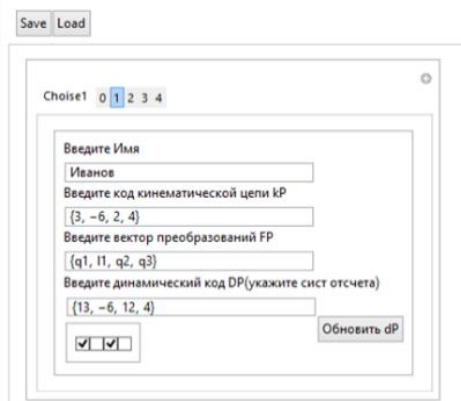 Save Load
Choise1 0 1 2 3 4
Введите Имя
Иванов
Введите код кинематической цепи kP
{3, −6, 2, 4}
Введите вектор преобразований FP
{q1, l1, q2, q3}
Введите динамический код DP(укажите сист отсчета)
{13, −6, 12, 4}
Обновить dP